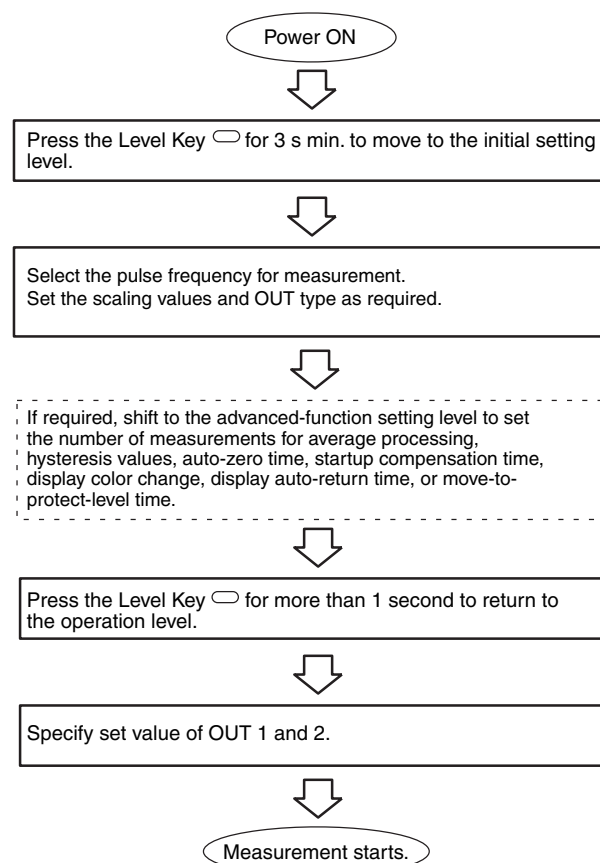 Power ON
Press the Level Key for 3 s min. to move to the initial setting
level.
Select the pulse frequency for measurement.
Set the scaling values and OUT type as required.
If required, shift to the advanced-function setting level to set
the number of measurements for average processing,
hysteresis values, auto-zero time, startup compensation time,
display color change, display auto-return time, or move-to-
protect-level time.
Press the Level Key for more than 1 second to return to
the operation level.
Specify set value of OUT 1 and 2.
Measurement starts.